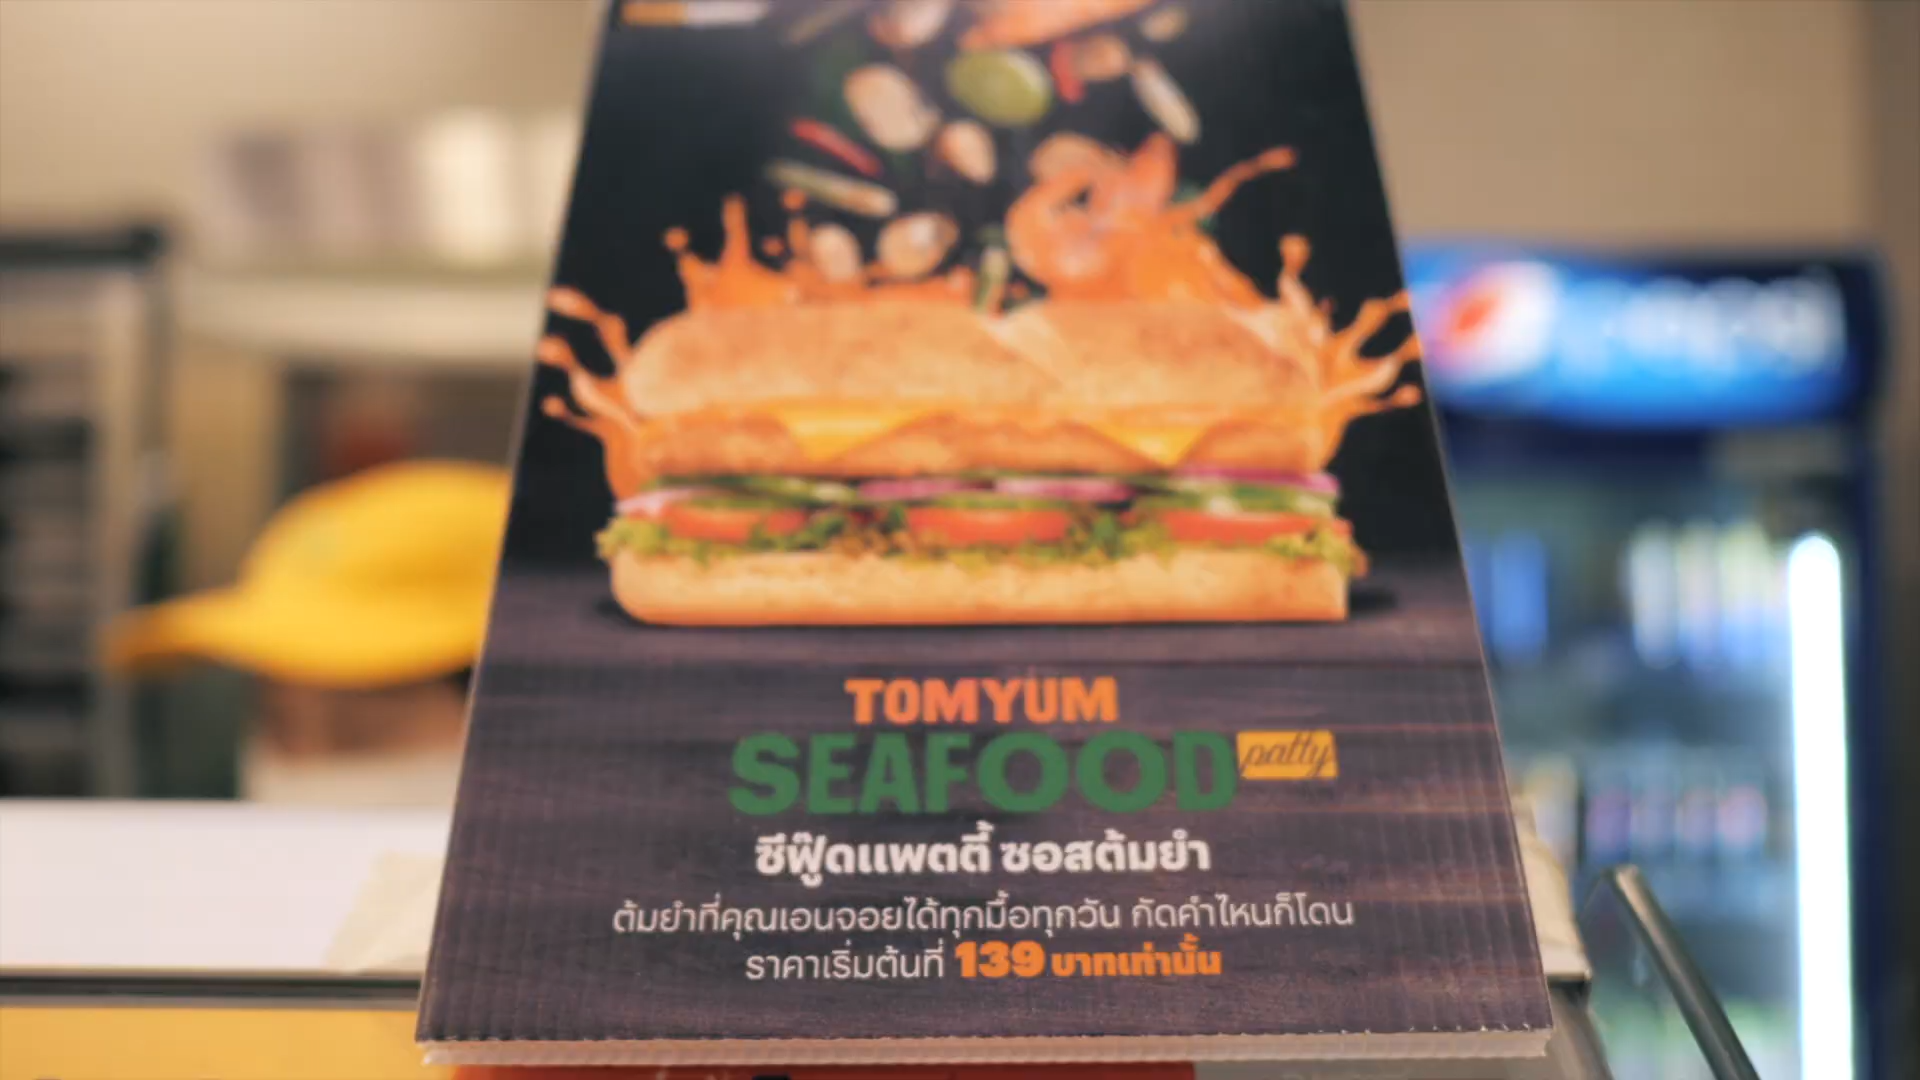 TOMYUM
SEAFOOD patty
ซีฟู๊ดแพตตี้ ซอสต้มยำ
ต้มยำที่คุณเอนจอยได้ทุกมื้อทุกวัน กัดคำไหนก็โดน
ราคาเริ่มต้นที่ 139 บาทเท่านั้น